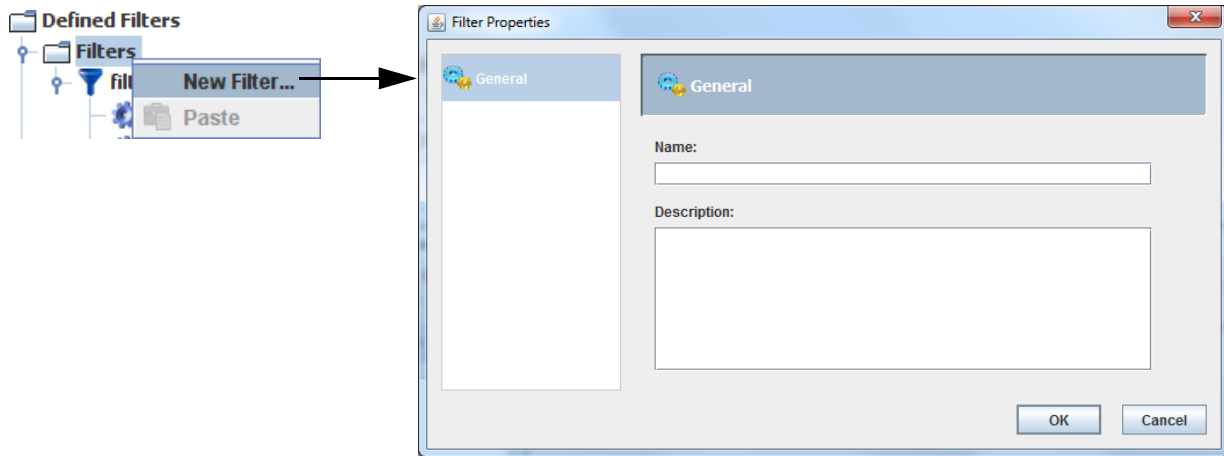 Defined Filters
Filters
New Filter...
Paste
Filter Properties
General
General
Name:
Description:
OK
Cancel